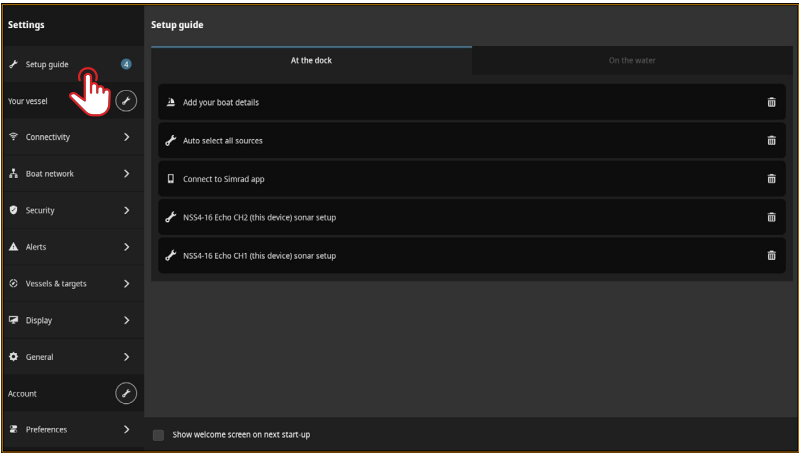 Settings
Setup guide
Setup guide
4
At the dock
On the water
Your vessel
Add your boat details
Connectivity
Auto select all sources
Boat network
Connect to Simrad app
Security
NSS4-16 Echo CH2 (this device) sonar setup
Alerts
NSS4-16 Echo CH1 (this device) sonar setup
Vessels & targets
Display
General
Account
Preferences
Show welcome screen on next start-up